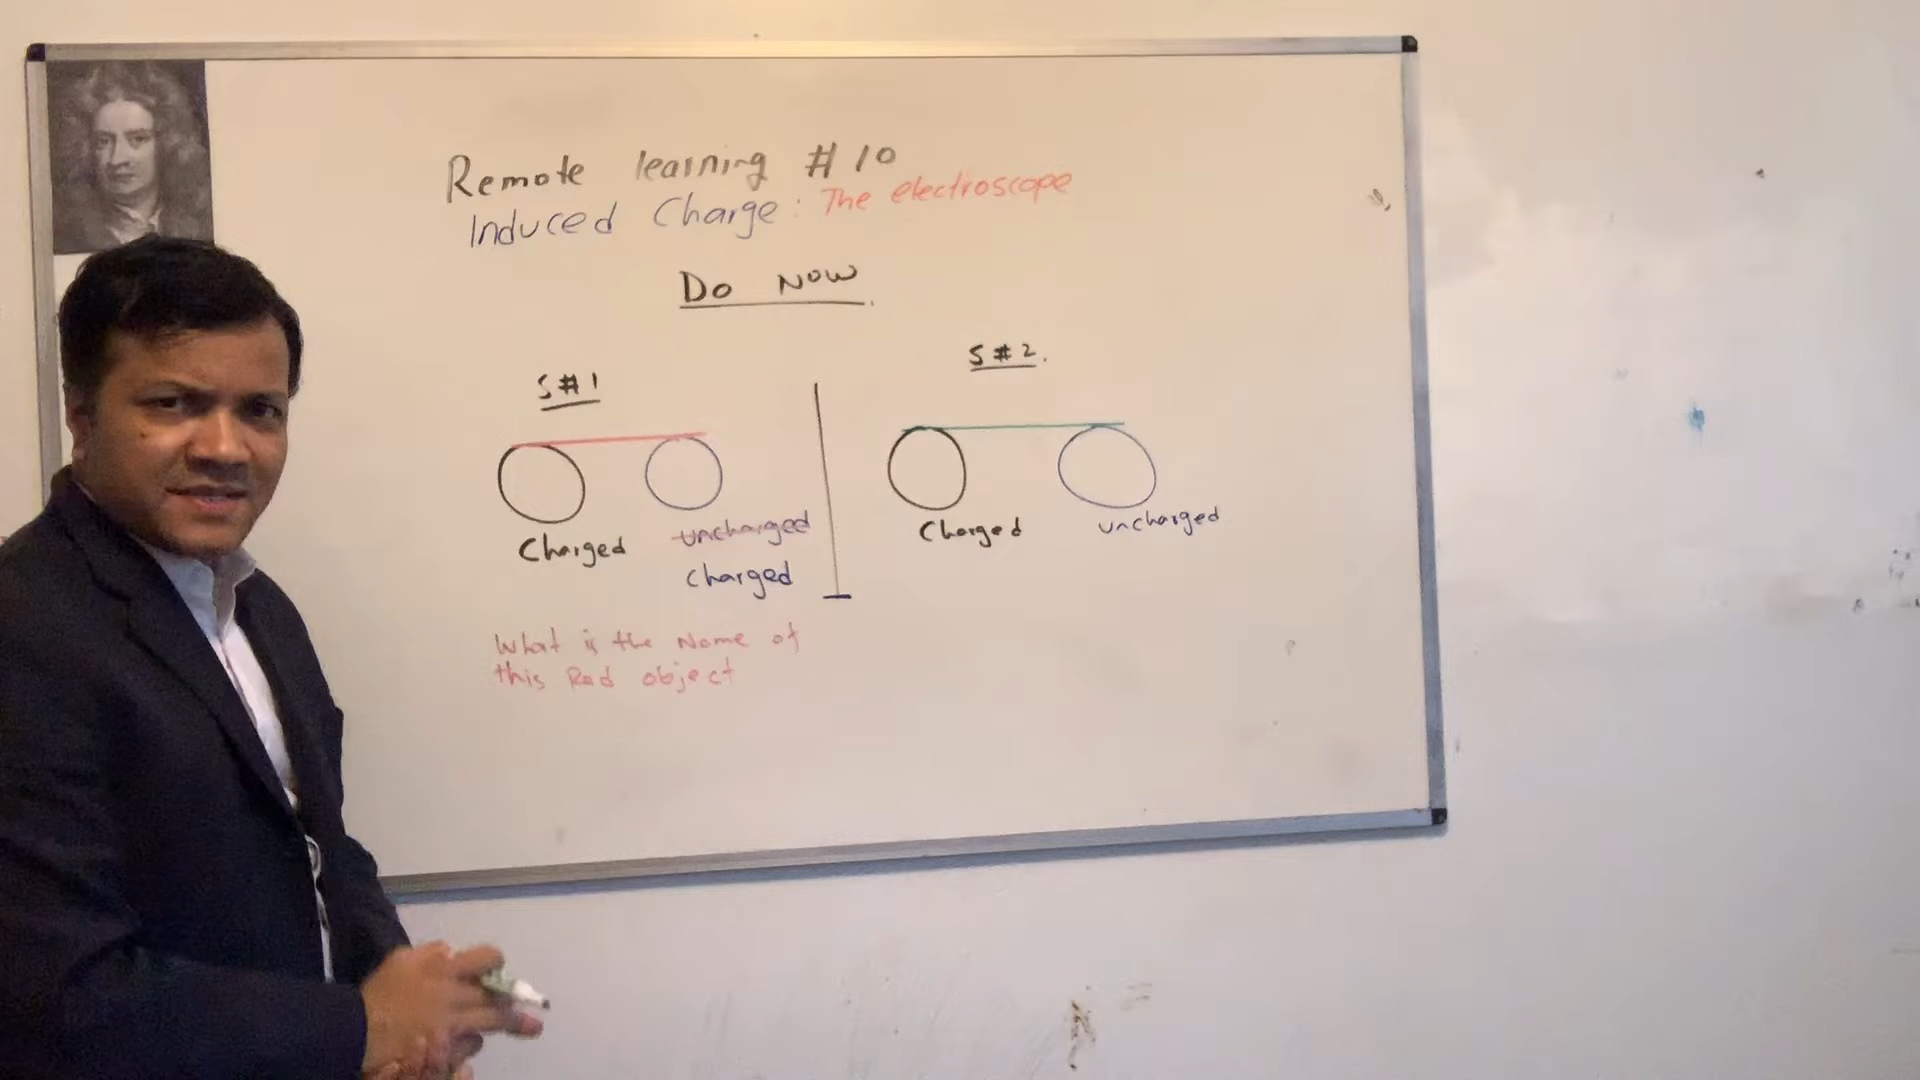 Remote learning #10
Induced Charge: The electroscope
Do Now
S#1
Charged
uncharged
charged
What is the Name of
this Red object
S#2.
Charged
uncharged